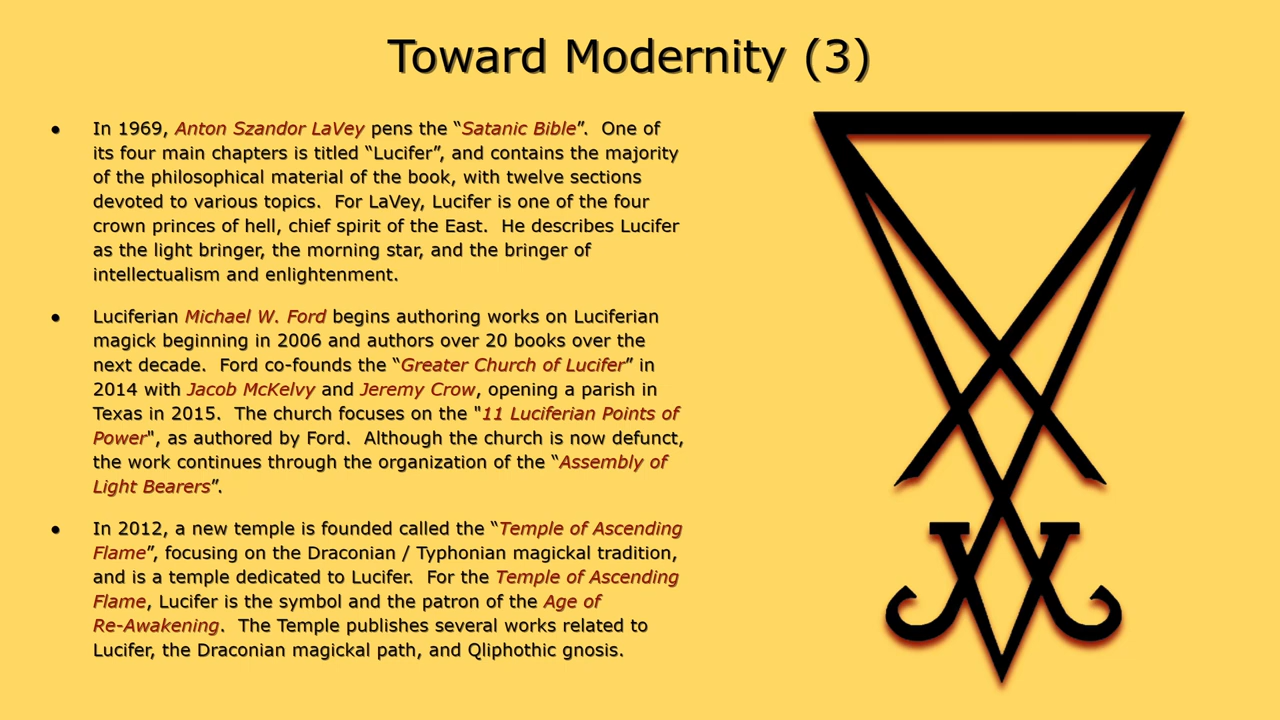 Toward Modernity (3)
● In 1969, Anton Szandor LaVey pens the “Satanic Bible”.  One of
its four main chapters is titled “Lucifer”, and contains the majority
of the philosophical material of the book, with twelve sections
devoted to various topics.  For LaVey, Lucifer is one of the four
crown princes of hell, chief spirit of the East.  He describes Lucifer
as the light bringer, the morning star, and the bringer of
intellectualism and enlightenment.
● Luciferian Michael W. Ford begins authoring works on Luciferian
magick beginning in 2006 and authors over 20 books over the
next decade.  Ford co-founds the “Greater Church of Lucifer” in
2014 with Jacob McKelvy and Jeremy Crow, opening a parish in
Texas in 2015.  The church focuses on the "11 Luciferian Points of
Power", as authored by Ford.  Although the church is now defunct,
the work continues through the organization of the “Assembly of
Light Bearers”.
● In 2012, a new temple is founded called the “Temple of Ascending
Flame”, focusing on the Draconian / Typhonian magickal tradition,
and is a temple dedicated to Lucifer.  For the Temple of Ascending
Flame, Lucifer is the symbol and the patron of the Age of
Re-Awakening.  The Temple publishes several works related to
Lucifer, the Draconian magickal path, and Qliphothic gnosis.